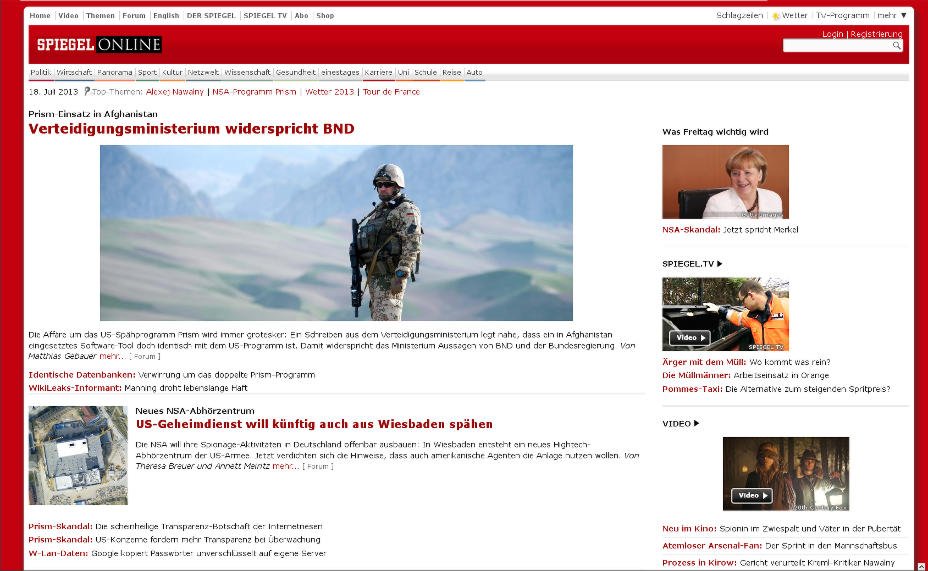 Home | Video | Themen | Forum | English | DER SPIEGEL | SPIEGEL TV | Abo | Shop
Schlagzeilen | Wetter | TV-Programm | mehr ▼
SPIEGEL ONLINE
Login | Registrierung
Politik | Wirtschaft | Panorama | Sport | Kultur | Netzwelt | Wissenschaft | Gesundheit | einestages | Karriere | Uni | Schule | Reise | Auto
18. Juli 2013 Top-Themen: Alexej Nawalny | NSA-Programm Prism | Wetter 2013 | Tour de France
Prism-Einsatz in Afghanistan
Verteidigungsministerium widerspricht BND
Die Affäre um das US-Spähprogramm Prism wird immer grotesker: Ein Schreiben aus dem Verteidigungsministerium legt nahe, dass ein in Afghanistan
eingesetztes Software-Tool doch identisch mit dem US-Programm ist. Damit widerspricht das Ministerium Aussagen von BND und der Bundesregierung. Von
Matthias Gebauer mehr... [ Forum ]
Identische Datenbanken: Verwirrung um das doppelte Prism-Programm
WikiLeaks-Informant: Manning droht lebenslange Haft
Neues NSA-Abhörzentrum
US-Geheimdienst will künftig auch aus Wiesbaden spähen
Die NSA will ihre Spionage-Aktivitäten in Deutschland offenbar ausbauen: In Wiesbaden entsteht ein neues Hightech-
Abhörzentrum der US-Armee. Jetzt verdichten sich die Hinweise, dass auch amerikanische Agenten die Anlage nutzen wollen. Von
Theresa Breuer und Annett Meiritz mehr... [ Forum ]
Prism-Skandal: Die scheinheilige Transparenz-Botschaft der Internetriesen
Prism-Skandal: US-Konzerne fordern mehr Transparenz bei Überwachung
W-Lan-Daten: Google kopiert Passwörter unverschlüsselt auf eigene Server
Was Freitag wichtig wird
NSA-Skandal: Jetzt spricht Merkel
SPIEGEL.TV
Video
SPIEGEL TV
Ärger mit dem Müll: Wo kommt was rein?
Die Müllmänner: Arbeitseinsatz in Orange
Pommes-Taxi: Die Alternative zum steigenden Spritpreis?
VIDEO
Video
20th Century Fox
Neu im Kino: Spionin im Zwiespalt und Väter in der Pubertät
Atemloser Arsenal-Fan: Der Sprint in den Mannschaftsbus
Prozess in Kirow: Gericht verurteilt Kreml-Kritiker Nawalny